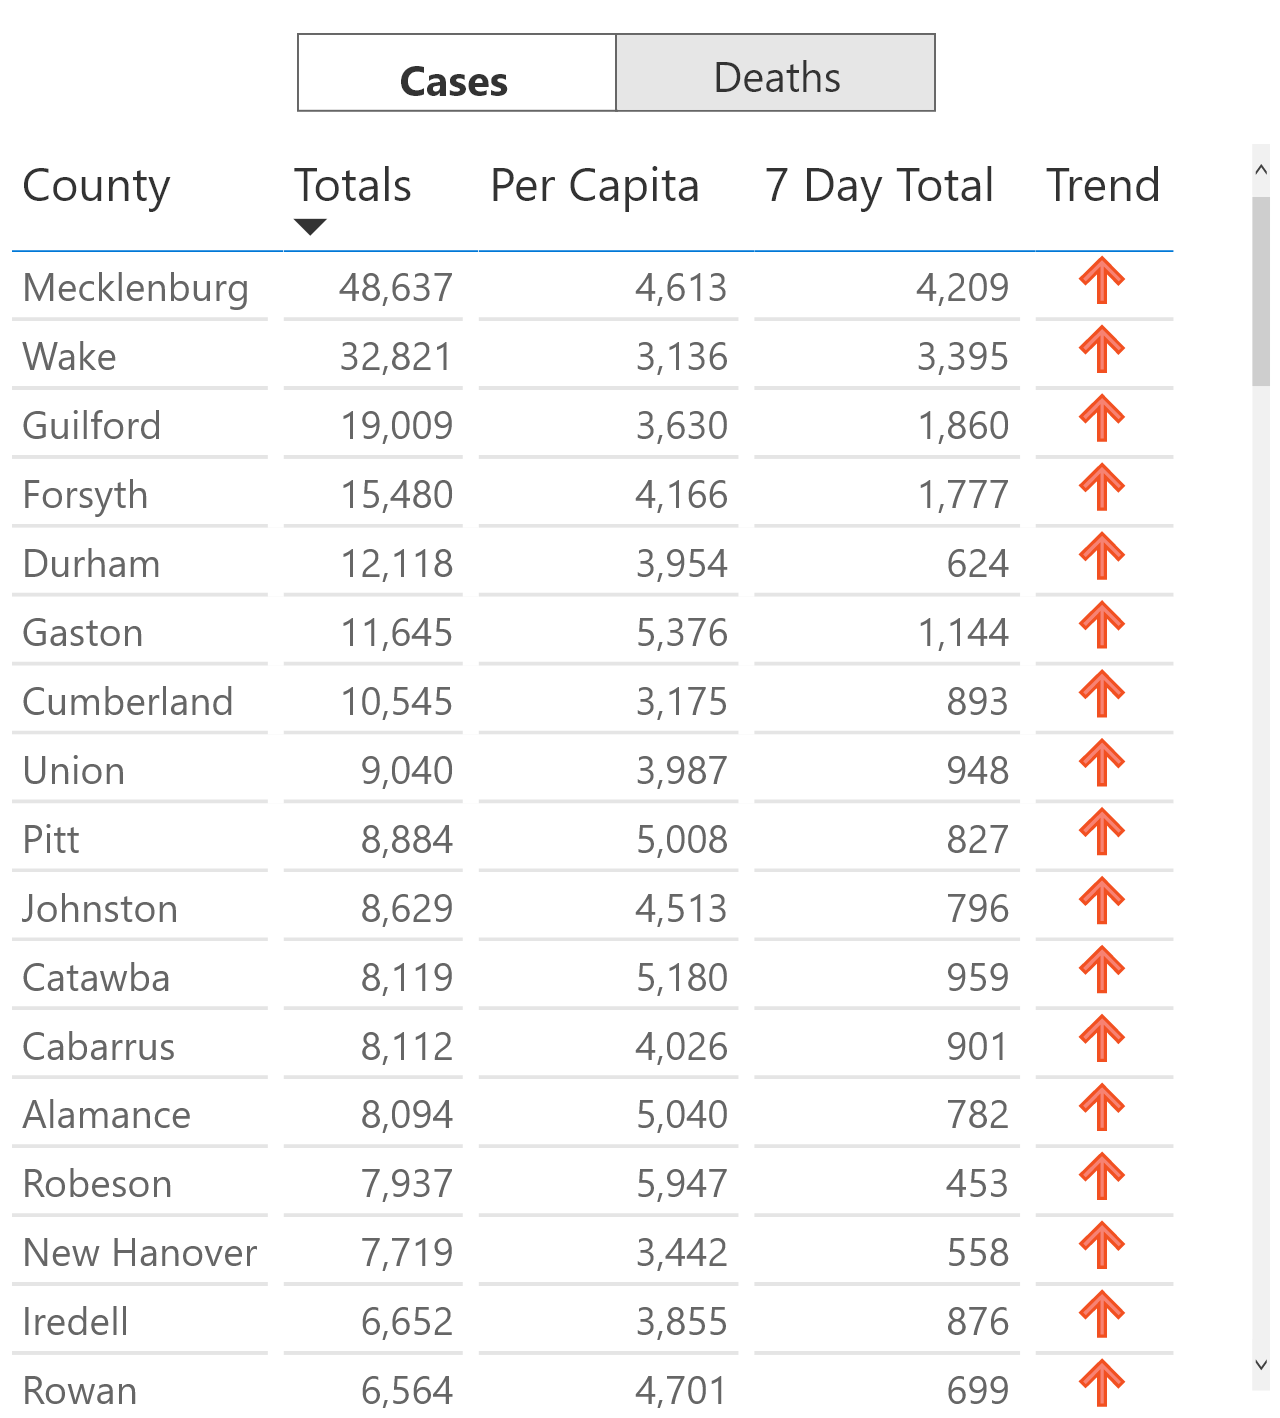 Cases Deaths
County Totals Per Capita 7 Day Total Trend
Mecklenburg 48,637 4,613 4,209
Wake 32,821 3,136 3,395
Guilford 19,009 3,630 1,860
Forsyth 15,480 4,166 1,777
Durham 12,118 3,954 624
Gaston 11,645 5,376 1,144
Cumberland 10,545 3,175 893
Union 9,040 3,987 948
Pitt 8,884 5,008 827
Johnston 8,629 4,513 796
Catawba 8,119 5,180 959
Cabarrus 8,112 4,026 901
Alamance 8,094 5,040 782
Robeson 7,937 5,947 453
New Hanover 7,719 3,442 558
Iredell 6,652 3,855 876
Rowan 6,564 4,701 699